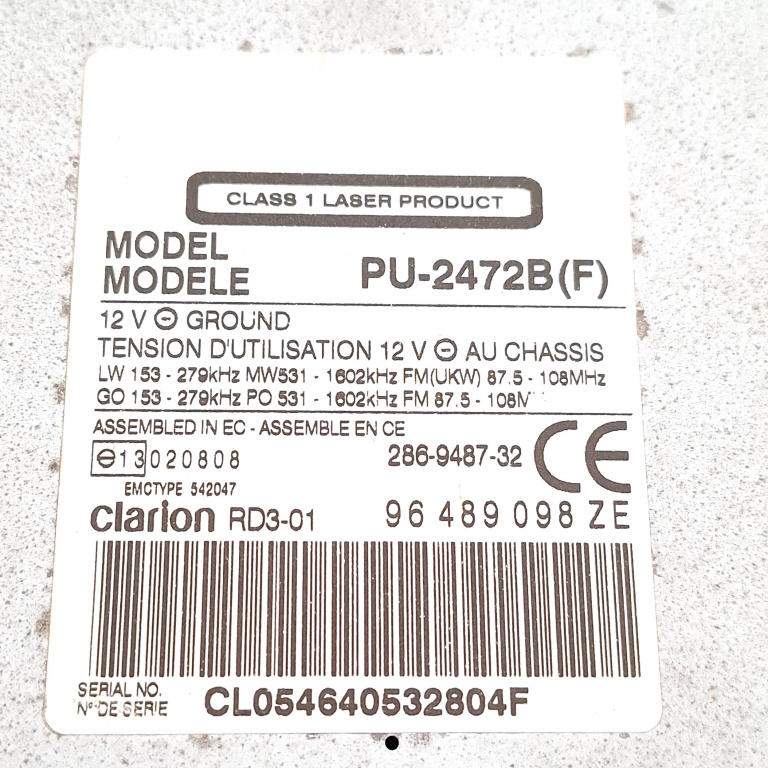 CLASS 1 LASER PRODUCT
MODEL
MODELE PU-2472B(F)
12 V ⊖ GROUND
TENSION D'UTILISATION 12 V ⊖ AU CHASSIS
LW 153 - 279kHz MW531 - 1602kHz FM(UKW) 87.5 - 108MHz
GO 153 - 279kHz PO 531 - 1602kHz FM 87.5 - 108M
ASSEMBLED IN EC - ASSEMBLE EN CE
⊖13020808 286-9487-32 CE
EMCTYPE 542047
clarion RD3-01 96 489 098 ZE
SERIAL NO.
N° DE SERIE CL054640532804F